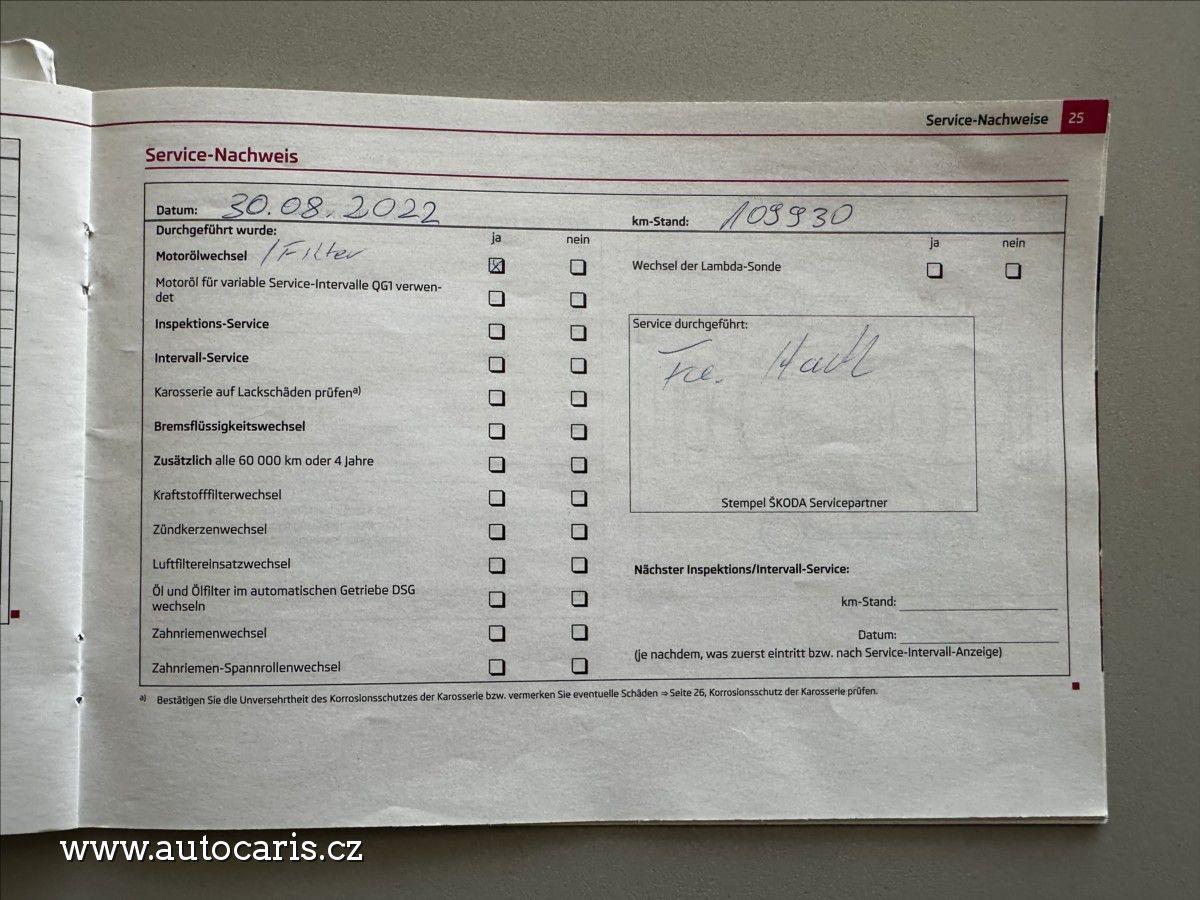 Service-Nachweise 25
Service-Nachweis
Datum: 30.08.2022
km-Stand: 109930
Durchgeführt wurde:
ja nein
Motorölwechsel /Filter
Motoröl für variable Service-Intervalle QG1 verwen-
det
Inspektions-Service
Intervall-Service
Karosserie auf Lackschäden prüfen a)
Bremsflüssigkeitswechsel
Zusätzlich alle 60 000 km oder 4 Jahre
Kraftstofffilterwechsel
Zündkerzenwechsel
Luftfiltereinsatzwechsel
Öl und Ölfilter im automatischen Getriebe DSG
wechseln
Zahnriemenwechsel
Zahnriemen-Spannrollenwechsel
ja nein
Wechsel der Lambda-Sonde
Service durchgeführt:
Stempel ŠKODA Servicepartner
Nächster Inspektions/Intervall-Service:
km-Stand:
Datum:
(je nachdem, was zuerst eintritt bzw. nach Service-Intervall-Anzeige)
a) Bestätigen Sie die Unversehrtheit des Korrosionsschutzes der Karosserie bzw. vermerken Sie eventuelle Schäden ⇒ Seite 26, Korrosionsschutz der Karosserie prüfen.
www.autocaris.cz